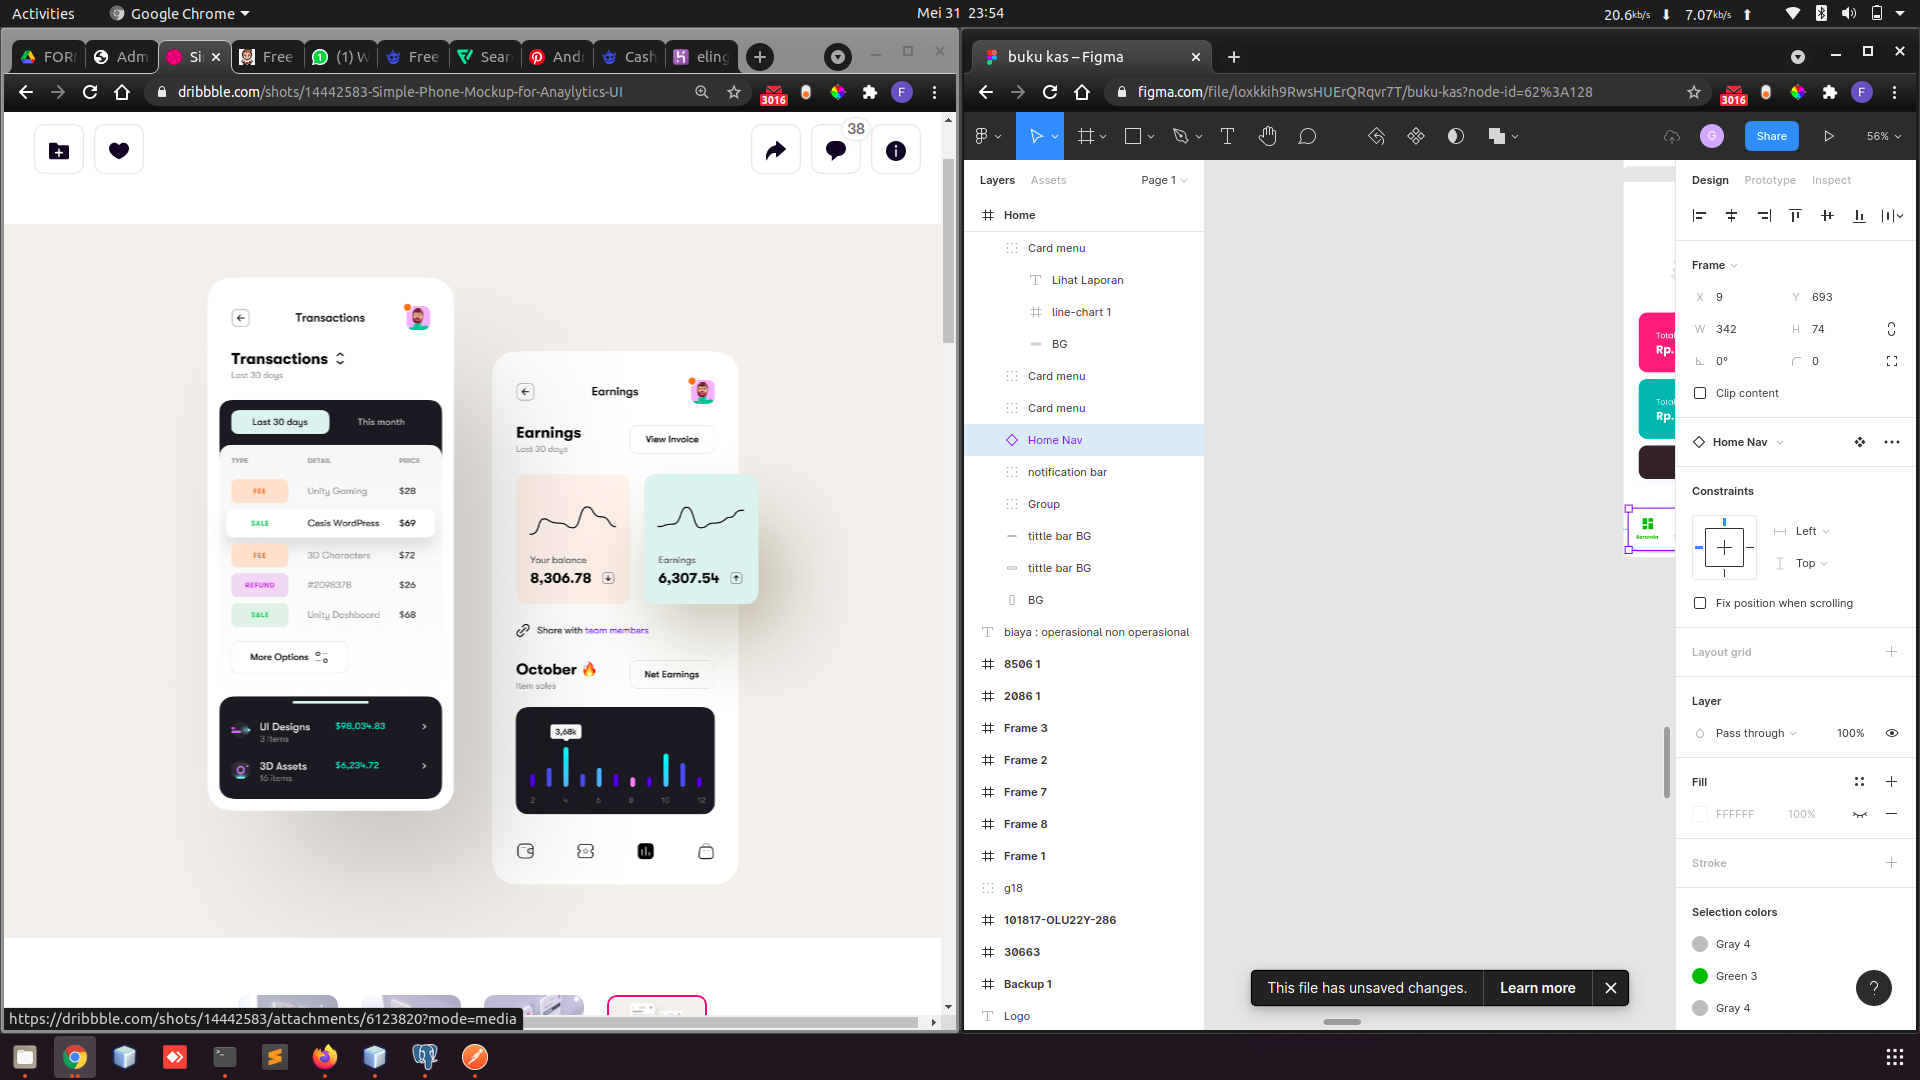 Activities
Google Chrome
Mei 31 23:54
20.6kb/s
7.07kb/s
FORI
Adm
Si
Free
(1) W
Free
Sear
And
Cash
eling
dribbble.com/shots/14442583-Simple-Phone-Mockup-for-Anaylytics-UI
3016
F
38
Transactions
Transactions
Last 30 days
Last 30 days
This month
TYPE
DETAIL
PRICE
FEE
Unity Gaming
$28
SALE
Cesis WordPress
$69
FEE
3D Characters
$72
REFUND
#2098378
$26
SALE
Unity Dashboard
$68
More Options
UI Designs
3 Items
$98,034.83
3D Assets
16 items
$6,234.72
Earnings
Earnings
Last 30 days
View Invoice
Your balance
8,306.78
Earnings
6,307.54
Share with team members
October
Item sales
Net Earnings
3,68k
2 4 6 8 10 12
https://dribbble.com/shots/14442583/attachments/6123820?mode=media
buku kas – Figma
figma.com/file/loxkkih9RwsHUErQRqvr7T/buku-kas?node-id=62%3A128
3016
F
G
Share
56%
Layers
Assets
Page 1
Home
Card menu
Lihat Laporan
line-chart 1
BG
Card menu
Card menu
Home Nav
notification bar
Group
tittle bar BG
tittle bar BG
BG
biaya : operasional non operasional
8506 1
2086 1
Frame 3
Frame 2
Frame 7
Frame 8
Frame 1
g18
101817-OLU22Y-286
30663
Backup 1
Logo
Total
Rp.
Total
Rp.
Beranda
This file has unsaved changes.
Learn more
Design
Prototype
Inspect
Frame
X 9
Y 693
W 342
H 74
0°
0
Clip content
Home Nav
Constraints
Left
Top
Fix position when scrolling
Layout grid
Layer
Pass through
100%
Fill
FFFFFF
100%
Stroke
Selection colors
Gray 4
Green 3
Gray 4
?